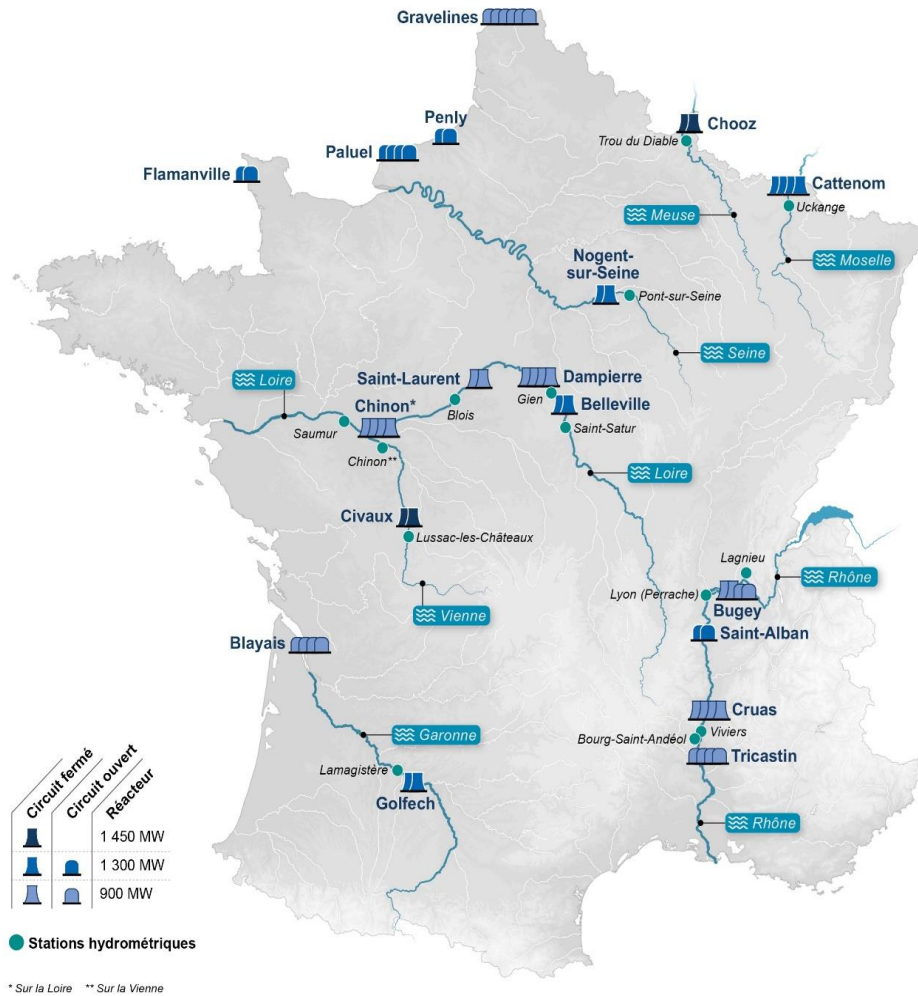 Gravelines
Penly
Chooz
Trou du Diable
Paluel
Flamanville
Cattenom
Uckange
Meuse
Moselle
Nogent-
sur-Seine
Pont-sur-Seine
Seine
Loire
Saint-Laurent
Dampierre
Gien
Belleville
Blois
Chinon*
Saumur
Saint-Satur
Chinon**
Loire
Civaux
Lussac-les-Châteaux
Lagnieu
Rhône
Lyon (Perrache)
Bugey
Vienne
Saint-Alban
Blayais
Cruas
Viviers
Garonne
Bourg-Saint-Andéol
Tricastin
Lamagistère
Golfech
Rhône
Circuit fermé
Circuit ouvert
Réacteur
1 450 MW
1 300 MW
900 MW
Stations hydrométriques
* Sur la Loire ** Sur la Vienne